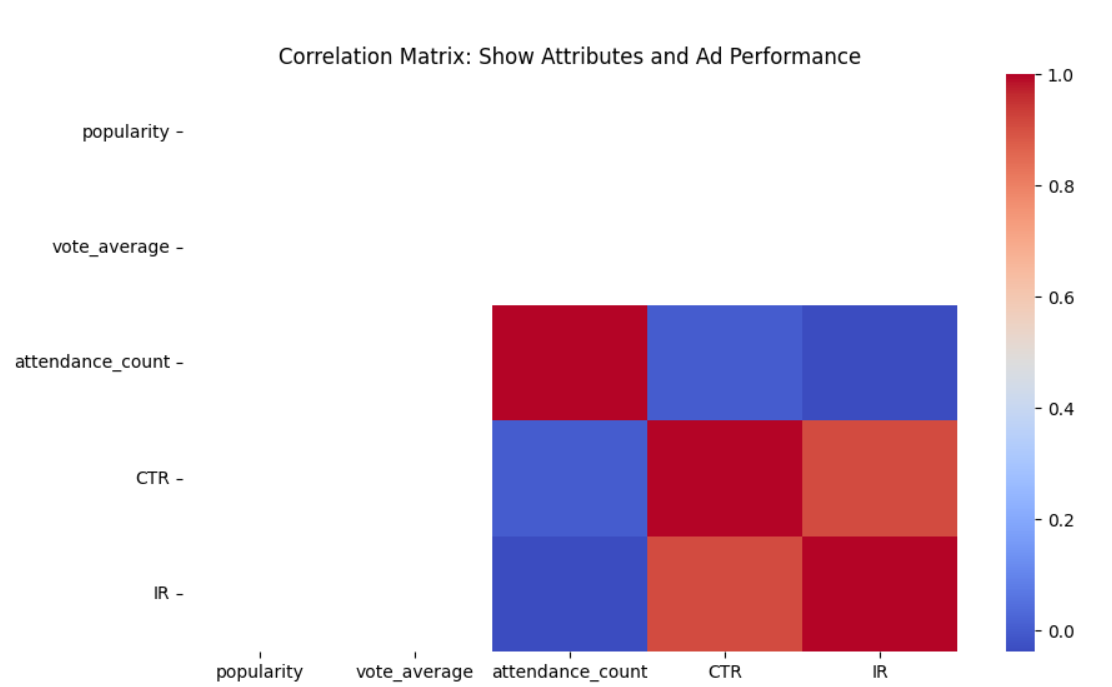 Correlation Matrix: Show Attributes and Ad Performance
popularity
vote_average
attendance_count
CTR
IR
popularity
vote_average
attendance_count
CTR
IR
1.0
0.8
0.6
0.4
0.2
0.0